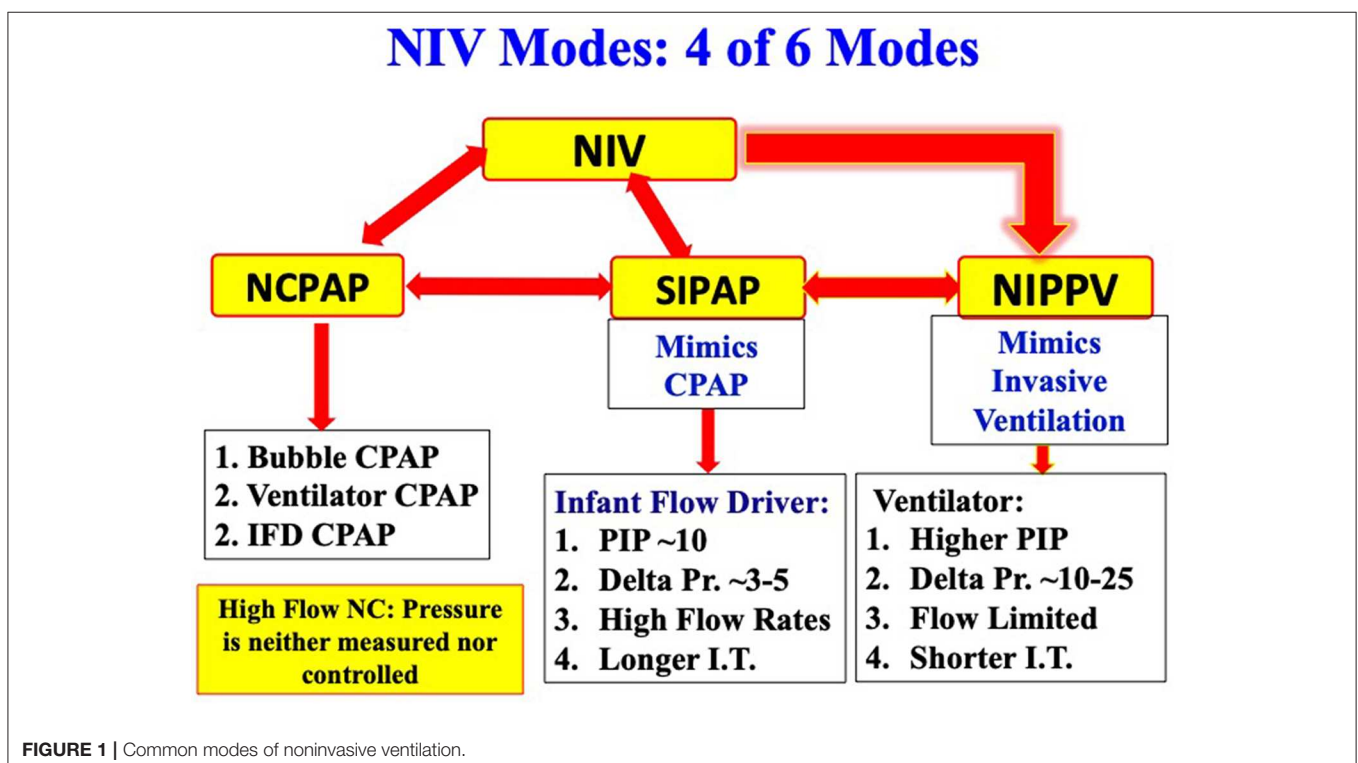 NIV Modes: 4 of 6 Modes
NIV
NCPAP
SIPAP
NIPPV
Mimics
CPAP
Mimics
Invasive
Ventilation
1. Bubble CPAP
2. Ventilator CPAP
2. IFD CPAP
Infant Flow Driver:
1. PIP ~10
2. Delta Pr. ~3-5
3. High Flow Rates
4. Longer I.T.
Ventilator:
1. Higher PIP
2. Delta Pr. ~10-25
3. Flow Limited
4. Shorter I.T.
High Flow NC: Pressure
is neither measured nor
controlled
FIGURE 1 | Common modes of noninvasive ventilation.